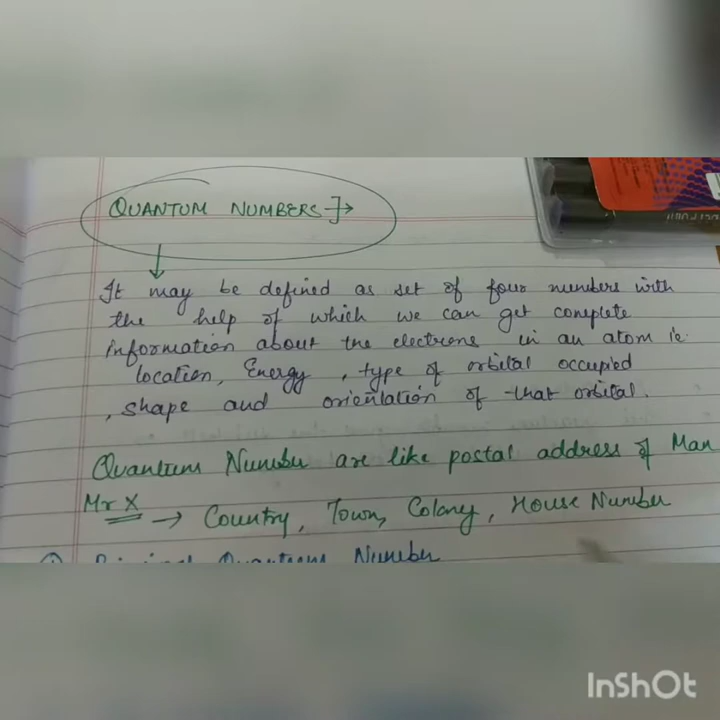 QUANTUM NUMBERS →
It may be defined as set of four numbers with
the help of which we can get complete
information about the electrons in an atom i.e.
location, Energy, type of orbital occupied
, shape and orientation of that orbital.
Quantum Number are like postal address of Man
Mr X → Country, Town, Colony, House Number
Quantum Number
InShOt